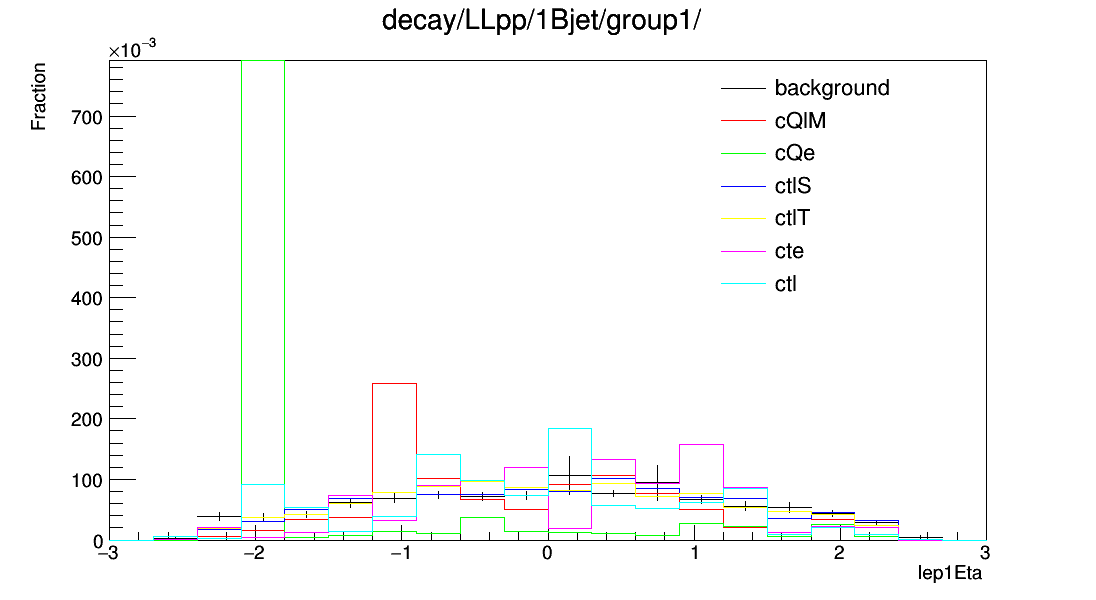 decay/LLpp/1Bjet/group1/
×10⁻³
Fraction
background
cQlM
cQe
ctlS
ctlT
cte
ctl
700
600
500
400
300
200
100
0
−3 −2 −1 0 1 2 3
lep1Eta